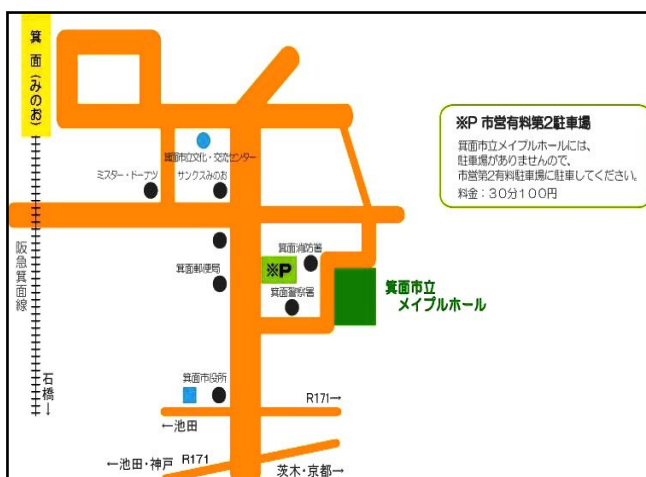 箕面(みのお)
※P 市営有料第2駐車場
箕面市立メイプルホールには、
駐車場がありませんので、
市営第2有料駐車場に駐車してください。
料金：30分100円
箕面市立文化・交流センター
ミスター・ドーナツ
サンクスみのお
阪急箕面線
箕面消防署
箕面郵便局
※P
箕面警察署
箕面市立
メイプルホール
石橋→
箕面市役所
R171→
←池田
←池田・神戸
R171
茨木・京都→